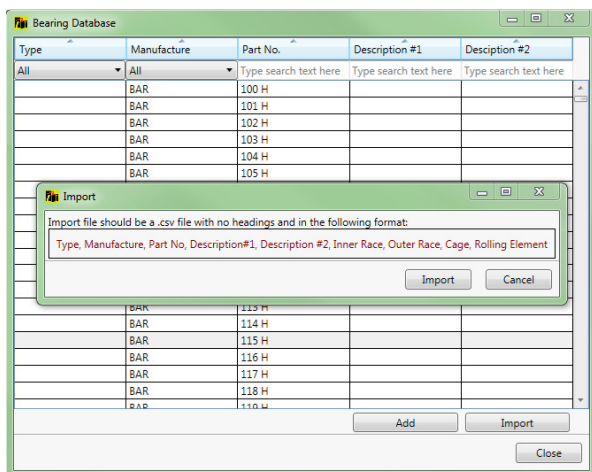 Bearing Database
Type Manufacture Part No. Description #1 Desciption #2
All All Type search text here Type search text here Type search text here
BAR 100 H
BAR 101 H
BAR 102 H
BAR 103 H
BAR 104 H
BAR 105 H
Import
Import file should be a .csv file with no headings and in the following format:
Type, Manufacture, Part No, Description#1, Description #2, Inner Race, Outer Race, Cage, Rolling Element
Import Cancel
BAR 113 H
BAR 114 H
BAR 115 H
BAR 116 H
BAR 117 H
BAR 118 H
BAR 119 H
Add Import
Close